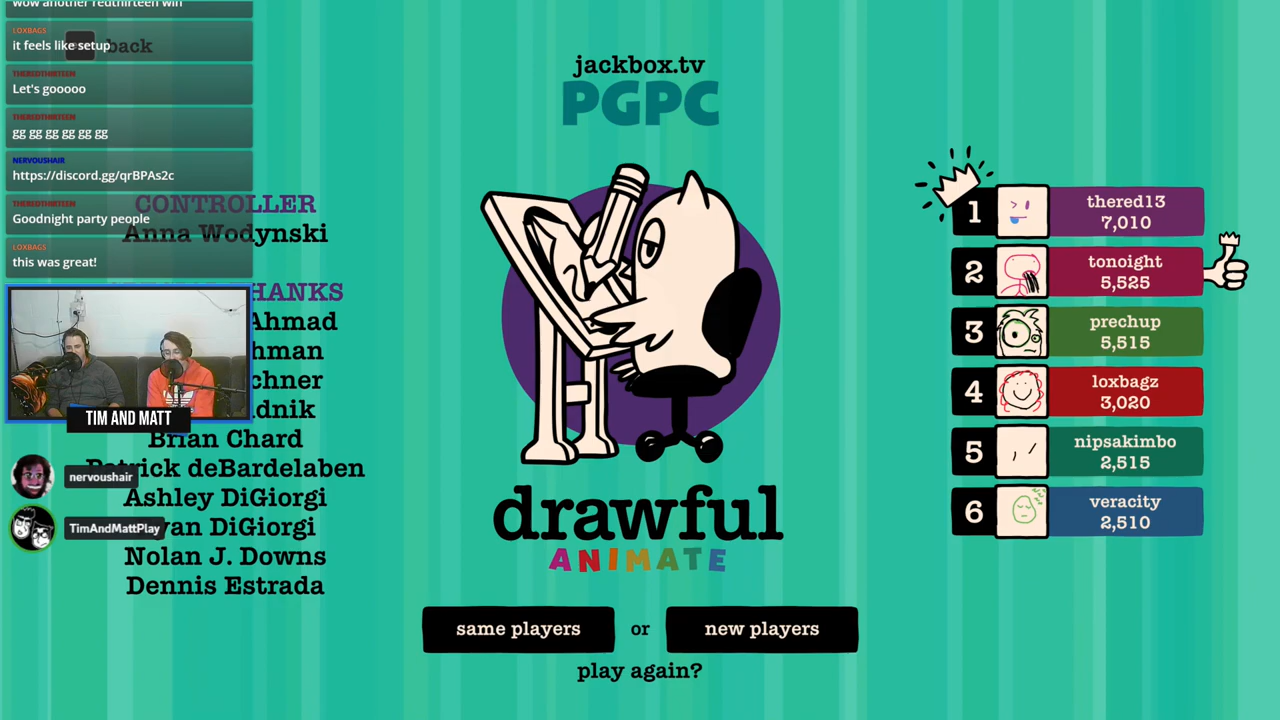 wow another redthirteen win
LOXBAGS
it feels like setup
back
THEREDTHIRTEEN
Let's gooooo
THEREDTHIRTEEN
gg gg gg gg gg gg
NERVOUSHAIR
https://discord.gg/qrBPAs2c
Goodnight party people
LOXBAGS
this was great!
CONTROLLER
Anna Wodynski
HANKS
Ahmad
hman
chner
dnik
Brian Chard
Patrick deBardelaben
Ashley DiGiorgi
van DiGiorgi
Nolan J. Downs
Dennis Estrada
TIM AND MATT
nervoushair
TimAndMattPlay
jackbox.tv
PGPC
drawful
ANIMATE
same players or new players
play again?
1 thered13
7,010
2 tonoight
5,525
3 prechup
5,515
4 loxbagz
3,020
5 nipsakimbo
2,515
6 veracity
2,510